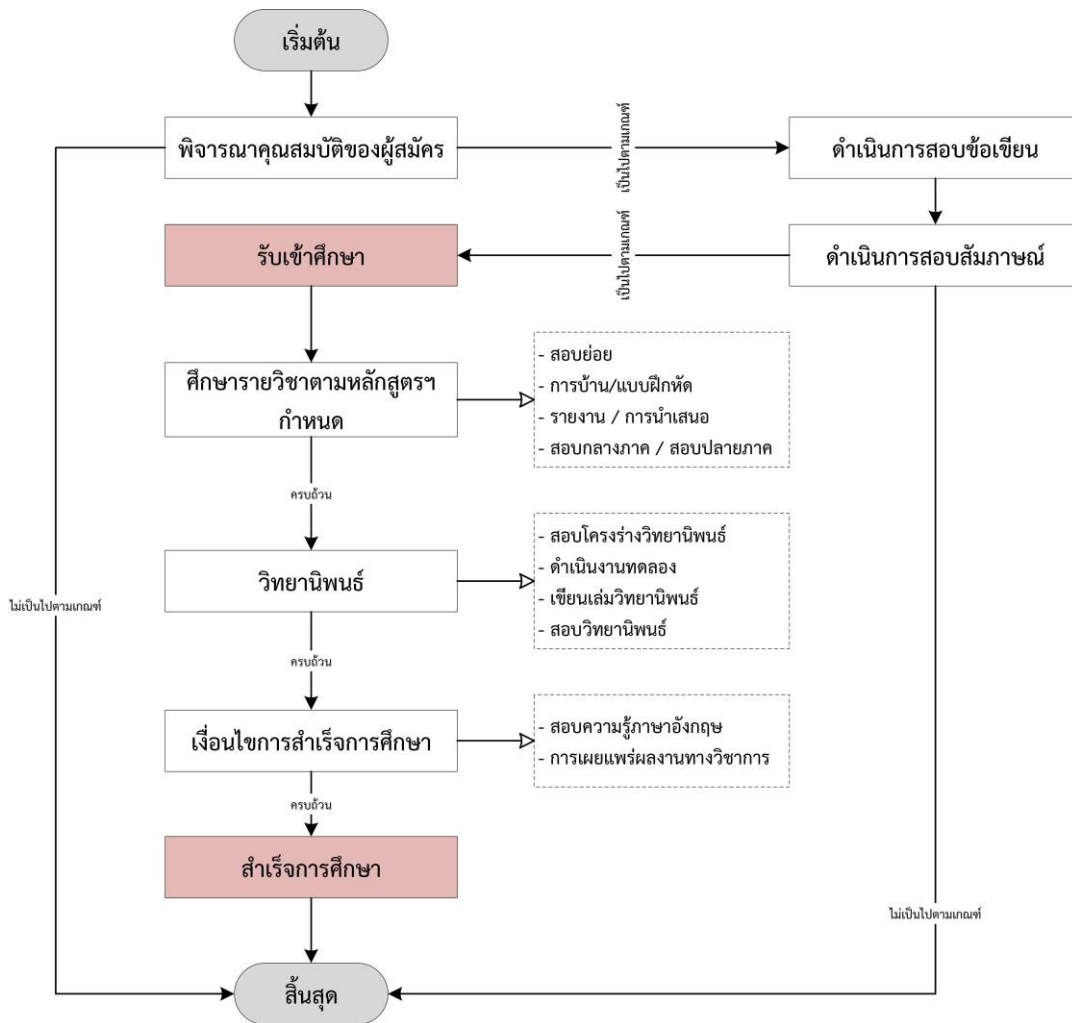 เริ่มต้น
พิจารณาคุณสมบัติของผู้สมัคร
เป็นไปตามเกณฑ์
ดำเนินการสอบข้อเขียน
รับเข้าศึกษา
เป็นไปตามเกณฑ์
ดำเนินการสอบสัมภาษณ์
ศึกษารายวิชาตามหลักสูตรฯ
กำหนด
- สอบย่อย
- การบ้าน/แบบฝึกหัด
- รายงาน / การนำเสนอ
- สอบกลางภาค / สอบปลายภาค
ครบถ้วน
วิทยานิพนธ์
- สอบโครงร่างวิทยานิพนธ์
- ดำเนินงานทดลอง
- เขียนเล่มวิทยานิพนธ์
- สอบวิทยานิพนธ์
ไม่เป็นไปตามเกณฑ์
ครบถ้วน
เงื่อนไขการสำเร็จการศึกษา
- สอบความรู้ภาษาอังกฤษ
- การเผยแพร่ผลงานทางวิชาการ
ครบถ้วน
สำเร็จการศึกษา
ไม่เป็นไปตามเกณฑ์
สิ้นสุด